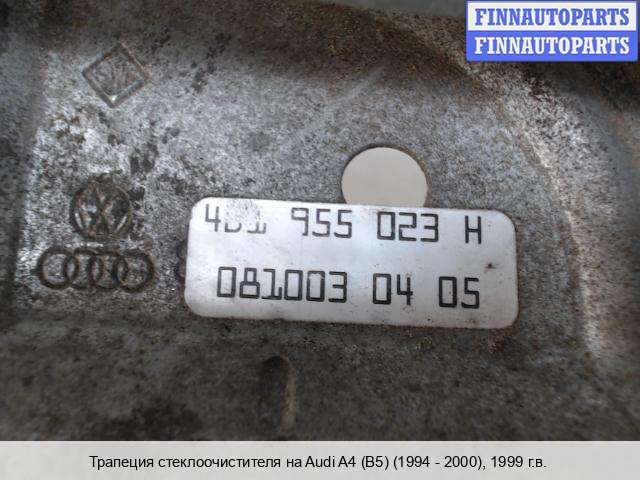 FINNAUTOPARTS
FINNAUTOPARTS
955 023 H
081003 04 05
Трапеция стеклоочистителя на Audi A4 (B5) (1994 - 2000), 1999 г.в.